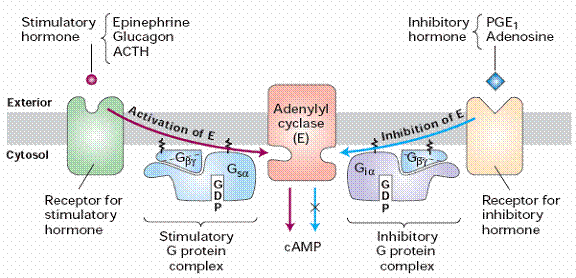 Stimulatory
hormone
Epinephrine
Glucagon
ACTH
Inhibitory
hormone
PGE₁
Adenosine
Exterior
Cytosol
Activation of E
Adenylyl
cyclase
(E)
Inhibition of E
Gβγ
Gsα
GDP
Giα
Gβγ
GDP
Receptor for
stimulatory
hormone
Stimulatory
G protein
complex
cAMP
Inhibitory
G protein
complex
Receptor for
inhibitory
hormone